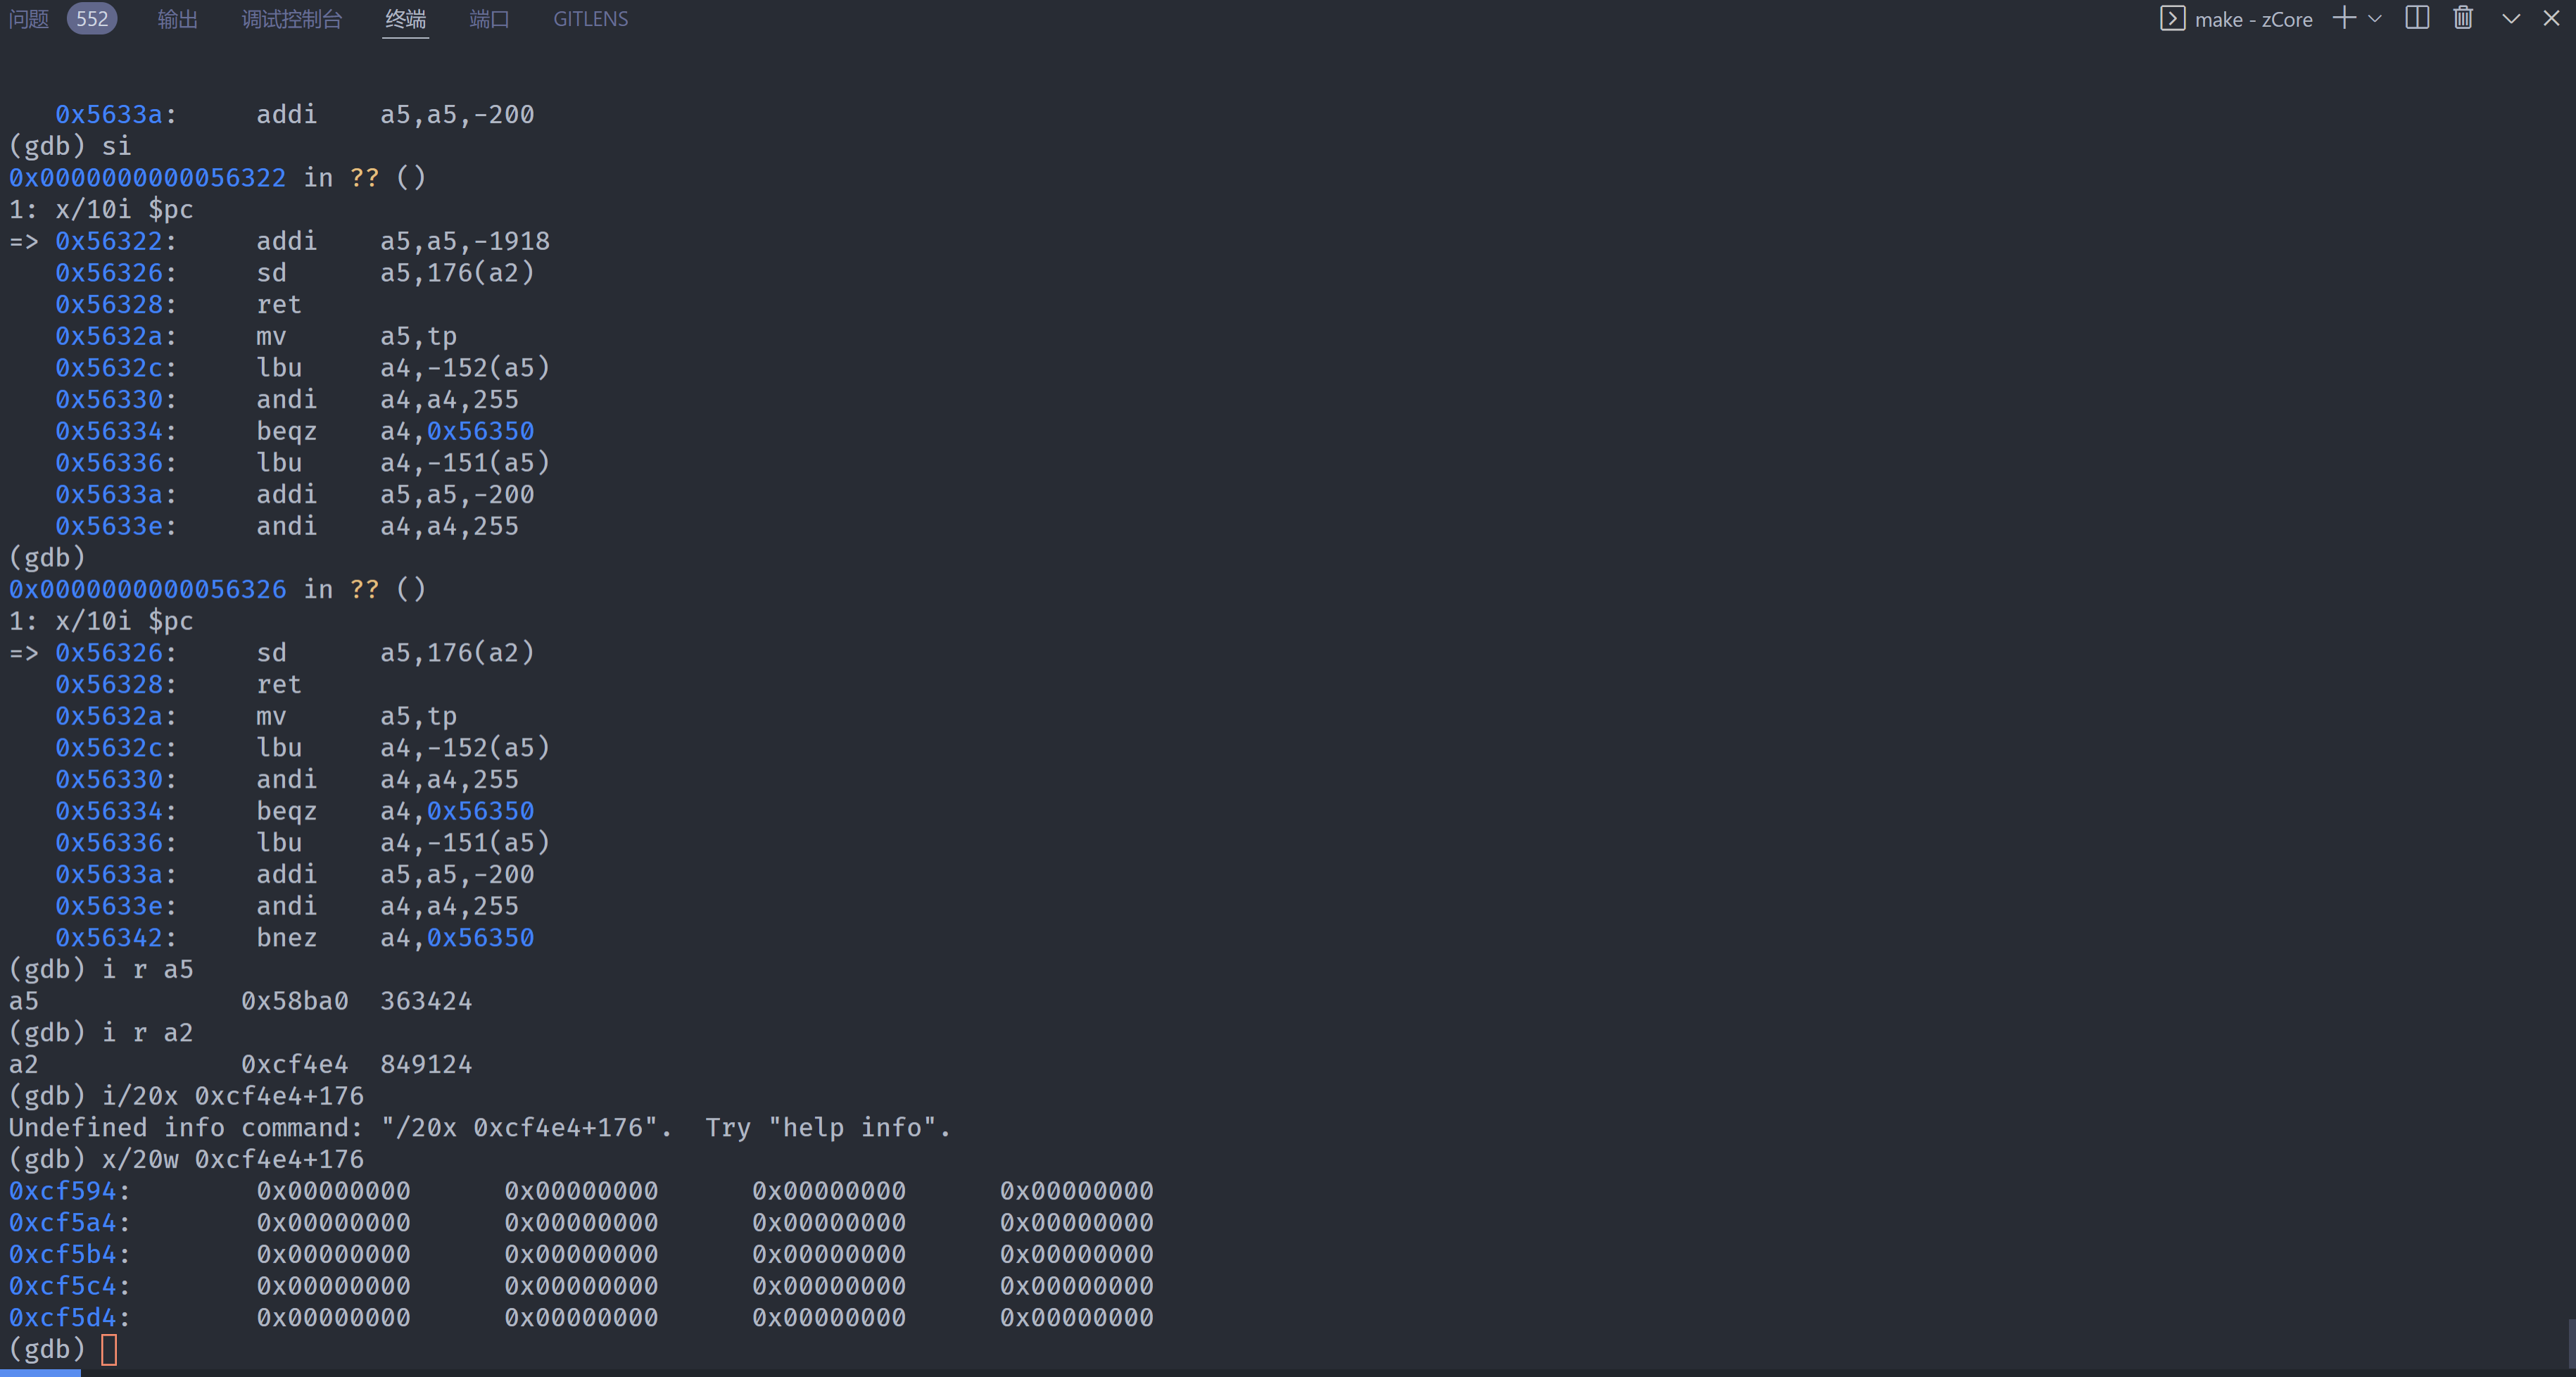 问题 552 输出 调试控制台 终端 端口 GITLENS make - zCore
0x5633a: addi a5,a5,-200
(gdb) si
0x0000000000056322 in ?? ()
1: x/10i $pc
=> 0x56322: addi a5,a5,-1918
0x56326: sd a5,176(a2)
0x56328: ret
0x5632a: mv a5,tp
0x5632c: lbu a4,-152(a5)
0x56330: andi a4,a4,255
0x56334: beqz a4,0x56350
0x56336: lbu a4,-151(a5)
0x5633a: addi a5,a5,-200
0x5633e: andi a4,a4,255
(gdb)
0x0000000000056326 in ?? ()
1: x/10i $pc
=> 0x56326: sd a5,176(a2)
0x56328: ret
0x5632a: mv a5,tp
0x5632c: lbu a4,-152(a5)
0x56330: andi a4,a4,255
0x56334: beqz a4,0x56350
0x56336: lbu a4,-151(a5)
0x5633a: addi a5,a5,-200
0x5633e: andi a4,a4,255
0x56342: bnez a4,0x56350
(gdb) i r a5
a5 0x58ba0 363424
(gdb) i r a2
a2 0xcf4e4 849124
(gdb) i/20x 0xcf4e4+176
Undefined info command: "/20x 0xcf4e4+176". Try "help info".
(gdb) x/20w 0xcf4e4+176
0xcf594: 0x00000000 0x00000000 0x00000000 0x00000000
0xcf5a4: 0x00000000 0x00000000 0x00000000 0x00000000
0xcf5b4: 0x00000000 0x00000000 0x00000000 0x00000000
0xcf5c4: 0x00000000 0x00000000 0x00000000 0x00000000
0xcf5d4: 0x00000000 0x00000000 0x00000000 0x00000000
(gdb)